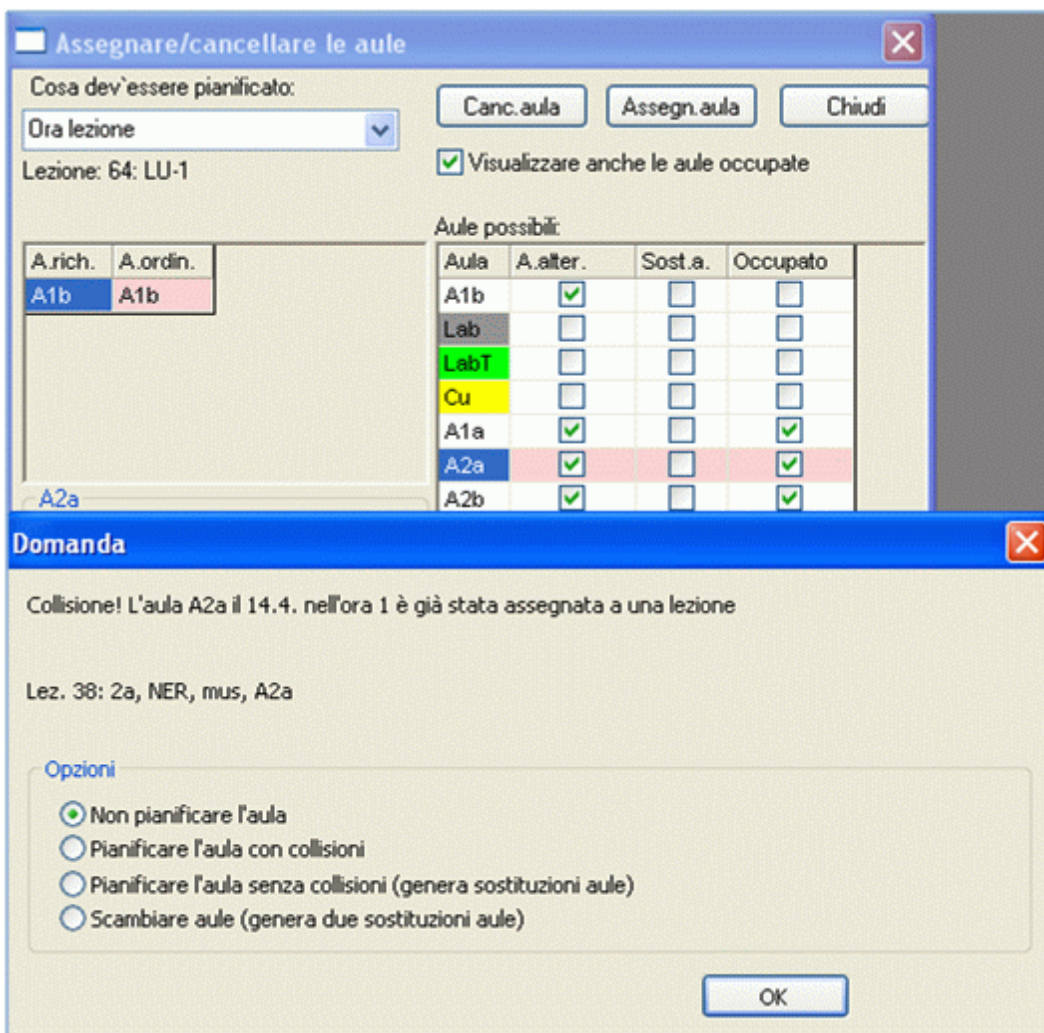 Assegnare/cancellare le aule
Cosa dev`essere pianificato:
Canc.aula Assegn.aula Chiudi
Ora lezione
Visualizzare anche le aule occupate
Lezione: 64: LU-1
Aule possibili:
A.rich. A.ordin.
Aula A.alter. Sost.a. Occupato
A1b A1b
A1b
Lab
LabT
Cu
A1a
A2a
A2b
A2a
Domanda
Collisione! L'aula A2a il 14.4. nell'ora 1 è già stata assegnata a una lezione
Lez. 38: 2a, NER, mus, A2a
Opzioni
Non pianificare l'aula
Pianificare l'aula con collisioni
Pianificare l'aula senza collisioni (genera sostituzioni aule)
Scambiare aule (genera due sostituzioni aule)
OK